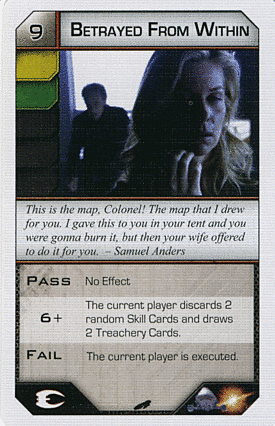 9 BETRAYED FROM WITHIN
This is the map, Colonel! The map that I drew
for you. I gave this to you in your tent and you
were gonna burn it, but then your wife offered
to do it for you. – Samuel Anders
PASS No Effect
6+ The current player discards 2
random Skill Cards and draws
2 Treachery Cards.
FAIL The current player is executed.